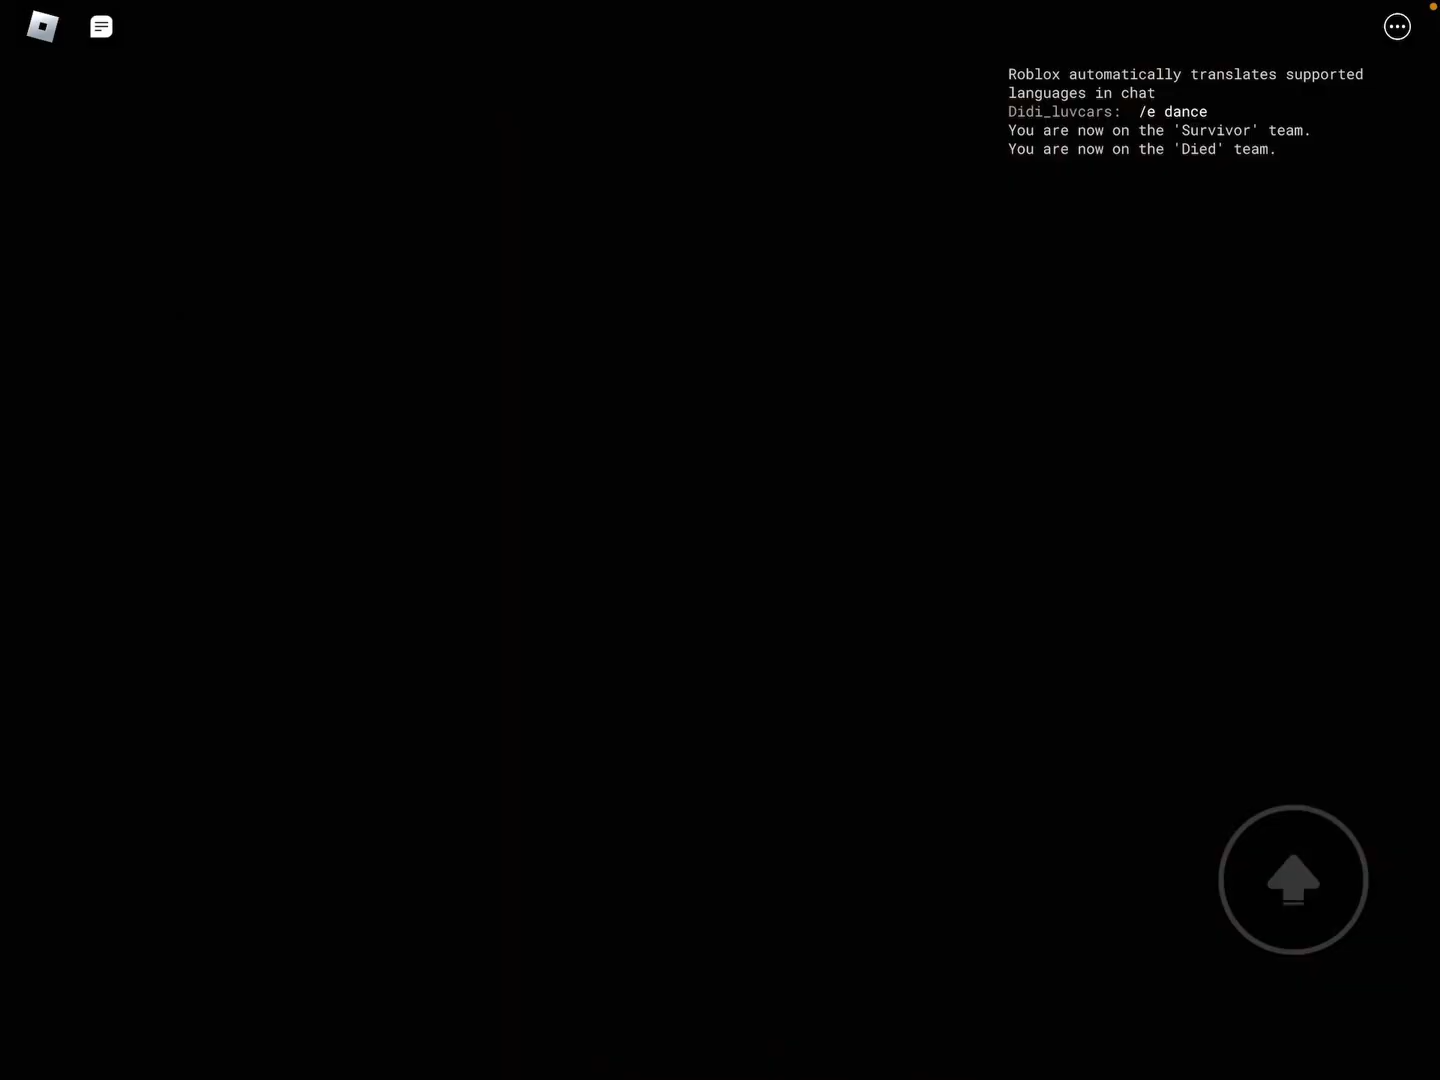 Roblox automatically translates supported
languages in chat
Didi_luvcars: /e dance
You are now on the 'Survivor' team.
You are now on the 'Died' team.